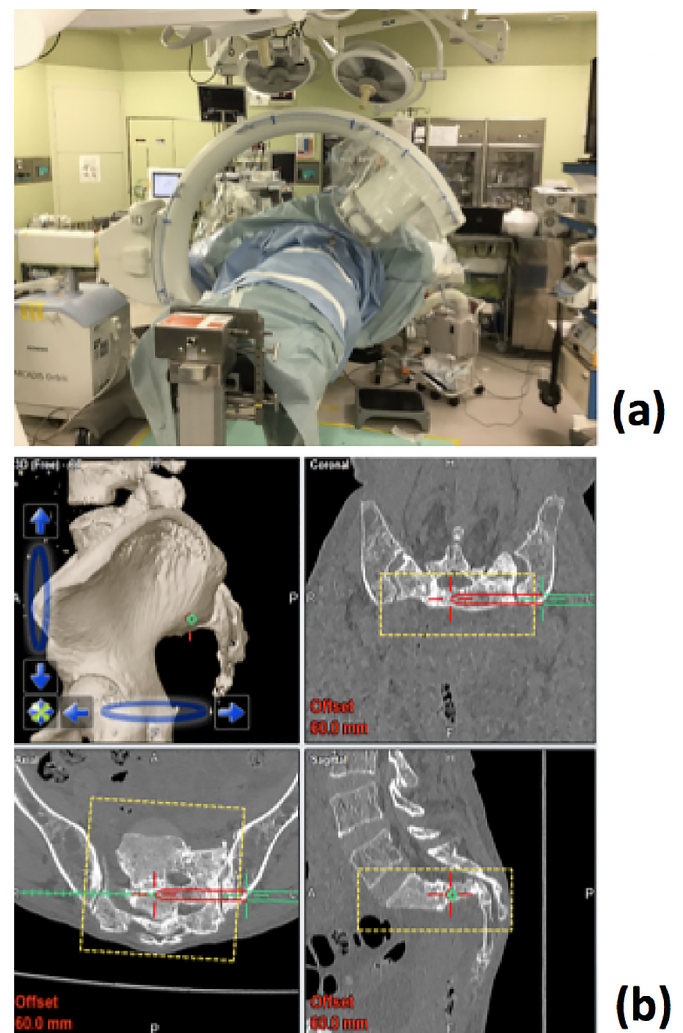 (a)
3D (Free)
Coronal
A
P
R
Offset
60.0 mm
F
Axial
A
Sagittal
H
R
L
A
P
Offset
60.0 mm
P
Offset
60.0 mm
F
(b)